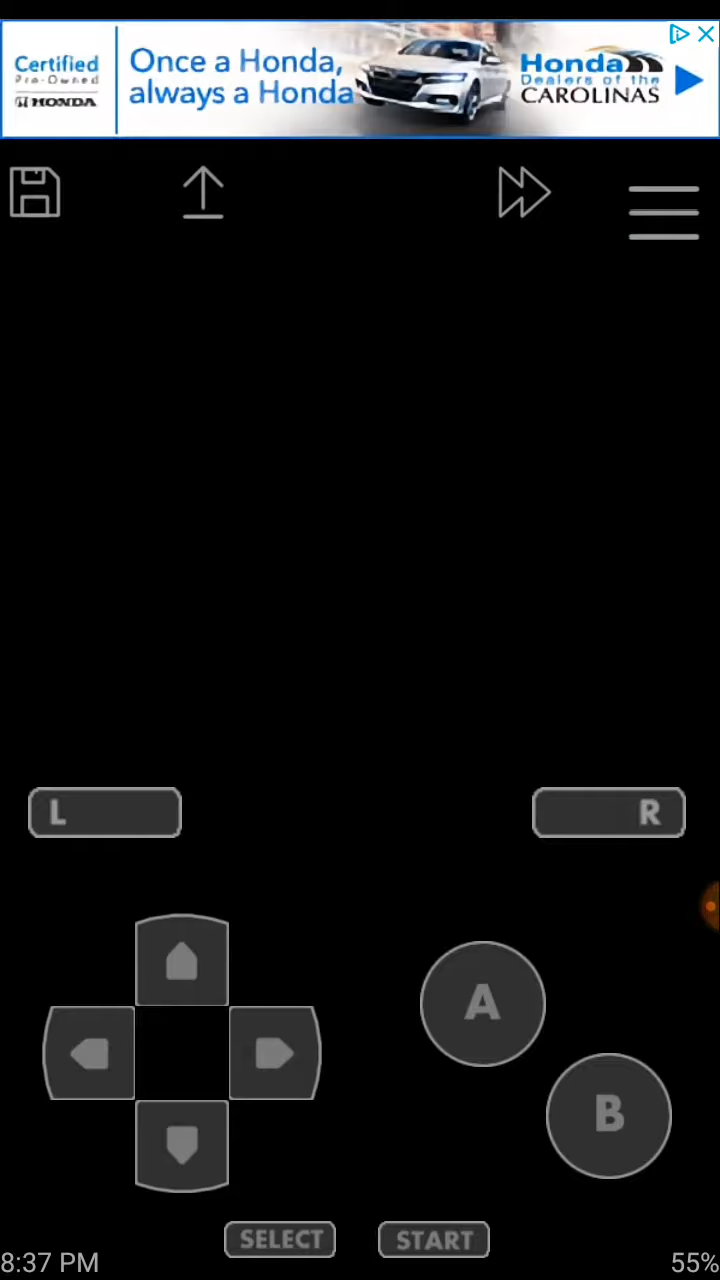 Certified
Pre-Owned
HONDA
Once a Honda,
always a Honda
Honda
Dealers of the
CAROLINAS
L
R
A
B
SELECT
START
8:37 PM
55%